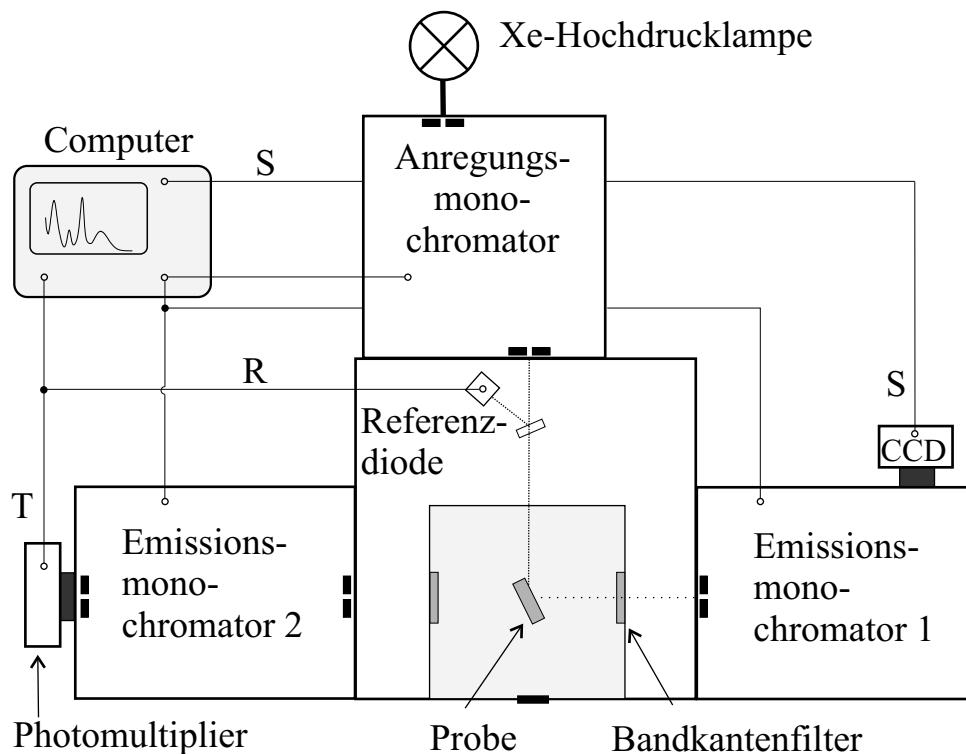 Xe-Hochdrucklampe
Computer
S
Anregungs-
mono-
chromator
R
Referenz-
diode
S
CCD
T
Emissions-
mono-
chromator 2
Emissions-
mono-
chromator 1
Photomultiplier
Probe
Bandkantenfilter